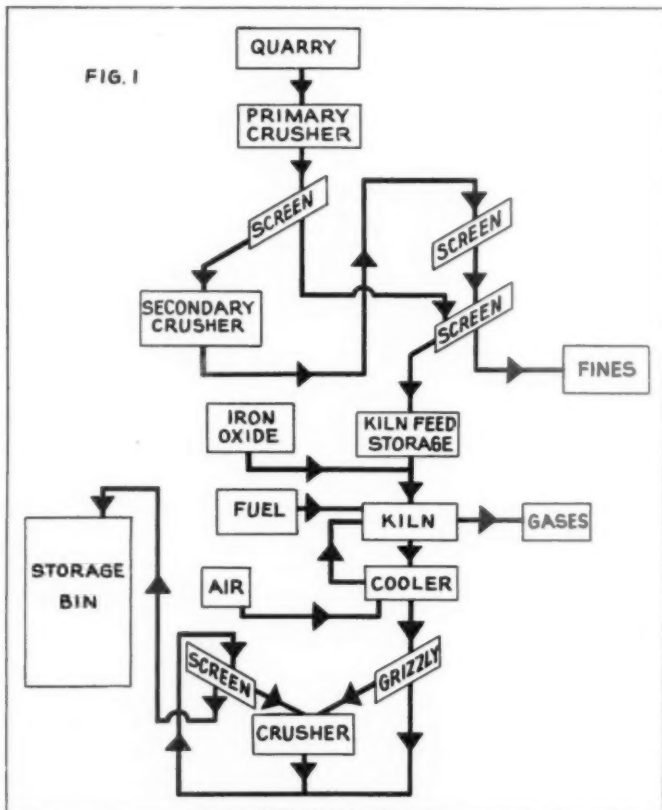 FIG. 1
QUARRY
PRIMARY
CRUSHER
SCREEN
SCREEN
SECONDARY
CRUSHER
SCREEN
FINES
IRON
OXIDE
KILN FEED
STORAGE
FUEL
KILN
GASES
STORAGE
BIN
AIR
COOLER
SCREEN
GRIZZLY
CRUSHER